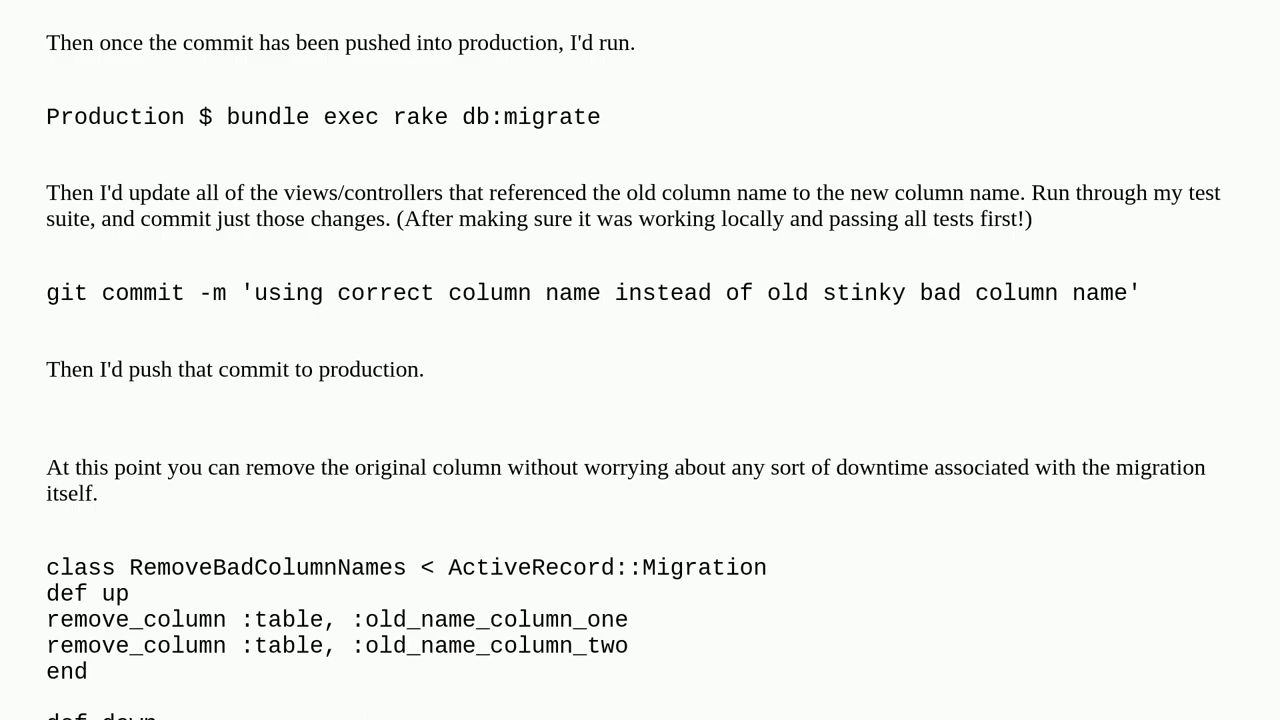 Then once the commit has been pushed into production, I'd run.
Production $ bundle exec rake db:migrate
Then I'd update all of the views/controllers that referenced the old column name to the new column name. Run through my test
suite, and commit just those changes. (After making sure it was working locally and passing all tests first!)
git commit -m 'using correct column name instead of old stinky bad column name'
Then I'd push that commit to production.
At this point you can remove the original column without worrying about any sort of downtime associated with the migration
itself.
class RemoveBadColumnNames < ActiveRecord::Migration
def up
remove_column :table, :old_name_column_one
remove_column :table, :old_name_column_two
end
def down